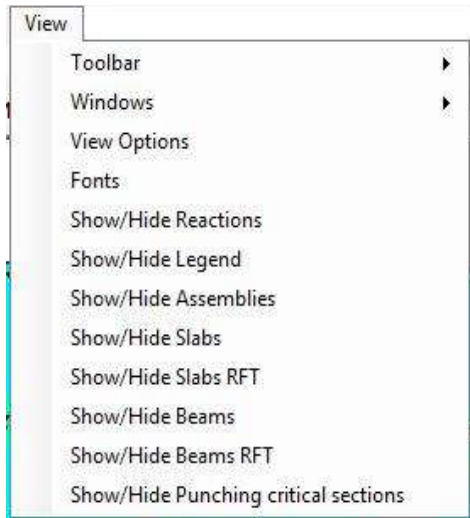 View
Toolbar
Windows
View Options
Fonts
Show/Hide Reactions
Show/Hide Legend
Show/Hide Assemblies
Show/Hide Slabs
Show/Hide Slabs RFT
Show/Hide Beams
Show/Hide Beams RFT
Show/Hide Punching critical sections